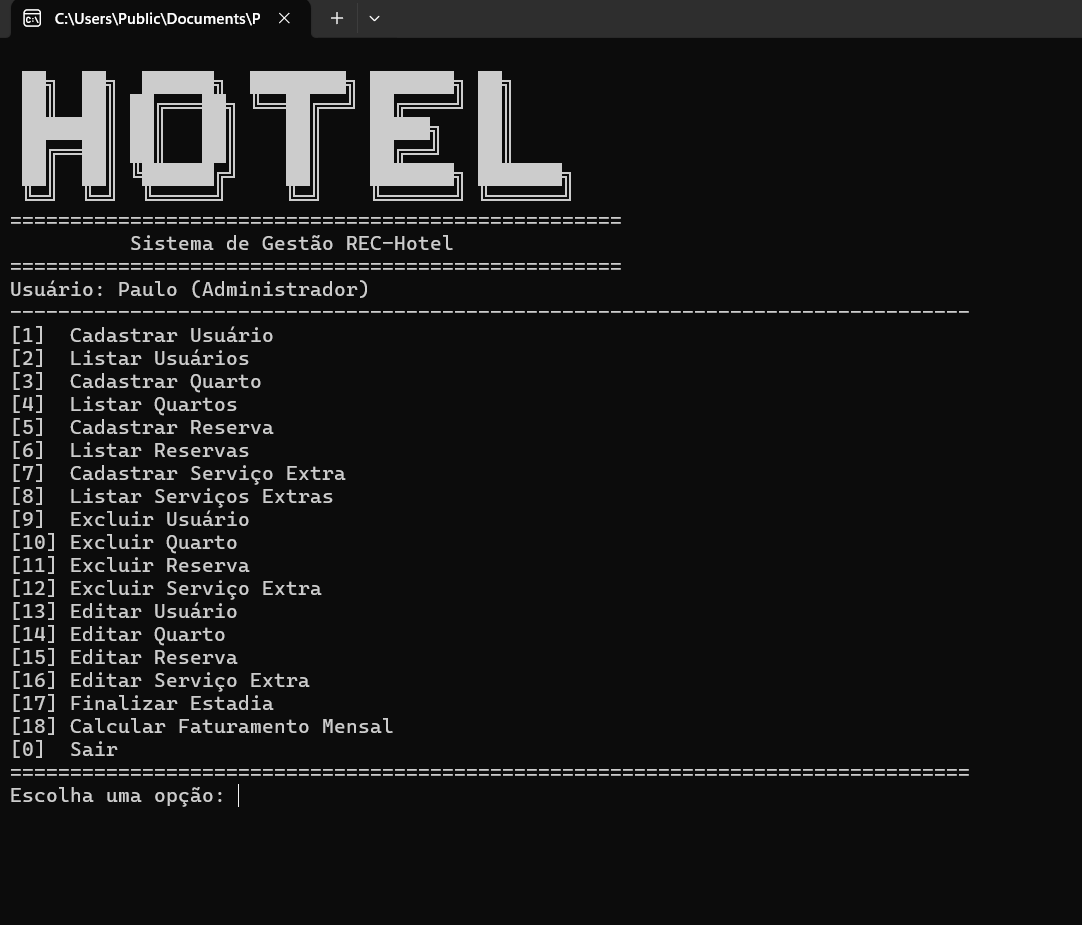 C:\Users\Public\Documents\P
HOTEL
===================================================
Sistema de Gestão REC-Hotel
===================================================
Usuário: Paulo (Administrador)
--------------------------------------------------------------------------------
[1]  Cadastrar Usuário
[2]  Listar Usuários
[3]  Cadastrar Quarto
[4]  Listar Quartos
[5]  Cadastrar Reserva
[6]  Listar Reservas
[7]  Cadastrar Serviço Extra
[8]  Listar Serviços Extras
[9]  Excluir Usuário
[10] Excluir Quarto
[11] Excluir Reserva
[12] Excluir Serviço Extra
[13] Editar Usuário
[14] Editar Quarto
[15] Editar Reserva
[16] Editar Serviço Extra
[17] Finalizar Estadia
[18] Calcular Faturamento Mensal
[0]  Sair
================================================================================
Escolha uma opção: